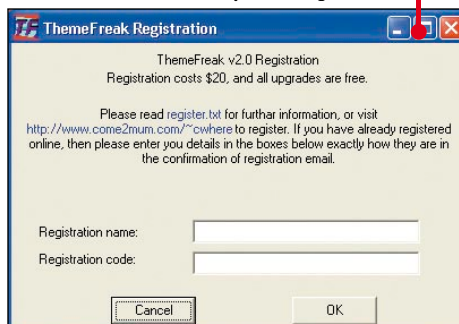 TF ThemeFreak Registration
ThemeFreak v2.0 Registration
Registration costs $20, and all upgrades are free.
Please read register.txt for furthar information, or visit
http://www.come2mum.com/~cwhere to register. If you have already registered
online, then please enter you details in the boxes below exactly how they are in
the confirmation of registration email.
Registration name:
Registration code:
Cancel OK